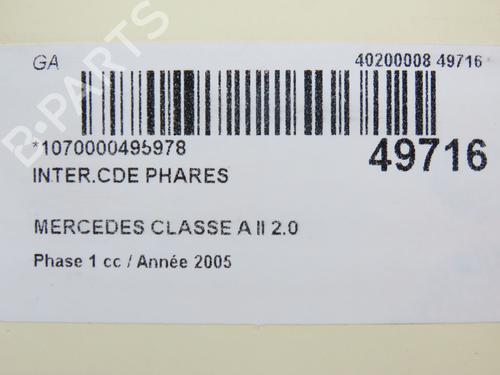 GA
40200008 49716
*1070000495978
49716
INTER.CDE PHARES
MERCEDES CLASSE A II 2.0
Phase 1 cc / Année 2005
B-PARTS